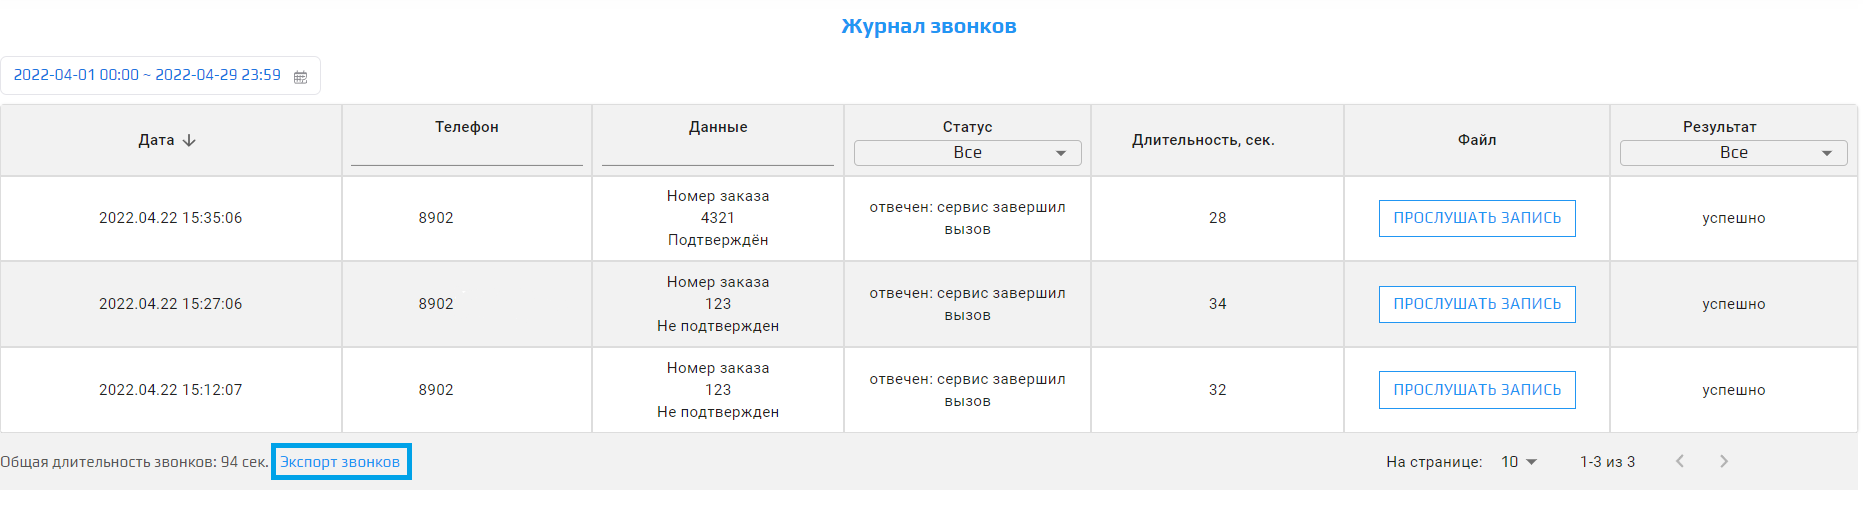 Журнал звонков
2022-04-01 00:00 ~ 2022-04-29 23:59
Дата Телефон Данные Статус Длительность, сек. Файл Результат
Все Все
2022.04.22 15:35:06 8902 Номер заказа 4321 Подтверждён отвечен: сервис завершил вызов 28 ПРОСЛУШАТЬ ЗАПИСЬ успешно
2022.04.22 15:27:06 8902 Номер заказа 123 Не подтвержден отвечен: сервис завершил вызов 34 ПРОСЛУШАТЬ ЗАПИСЬ успешно
2022.04.22 15:12:07 8902 Номер заказа 123 Не подтвержден отвечен: сервис завершил вызов 32 ПРОСЛУШАТЬ ЗАПИСЬ успешно
Общая длительность звонков: 94 сек. Экспорт звонков На странице: 10 1-3 из 3